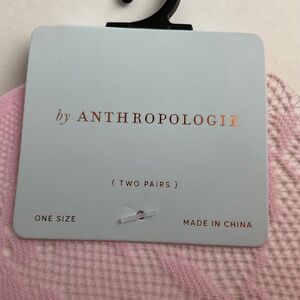 by ANTHROPOLOGIE
( TWO PAIRS )
ONE SIZE
MADE IN CHINA